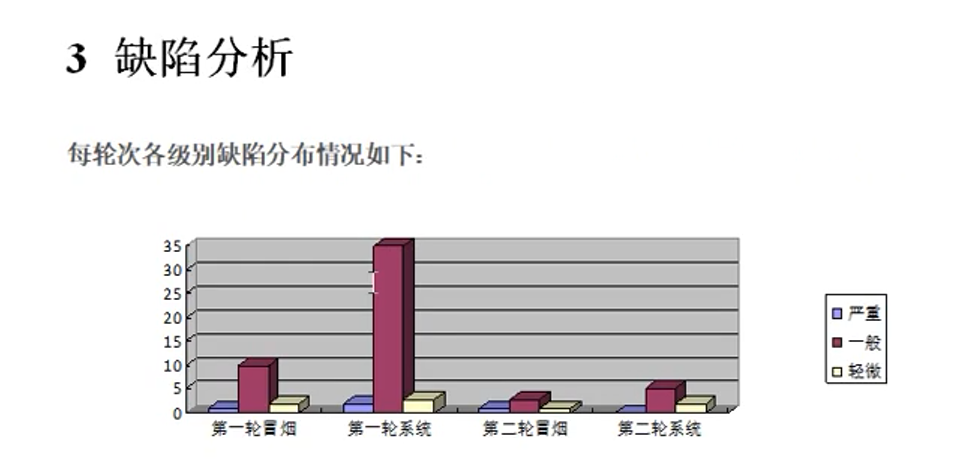 3 缺陷分析
每轮次各级别缺陷分布情况如下：
35
30
25
20
15
10
5
0
第一轮冒烟 第一轮系统 第二轮冒烟 第二轮系统
严重
一般
轻微